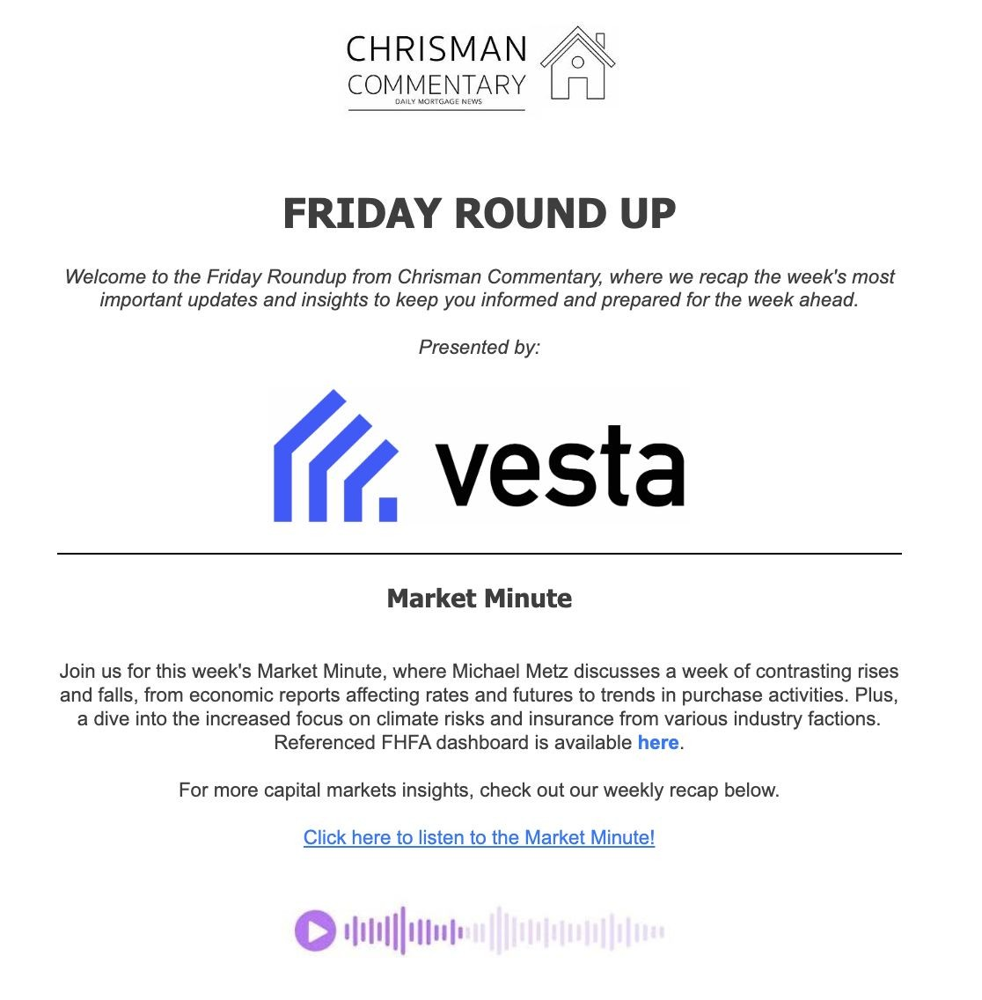 CHRISMAN
COMMENTARY
DAILY MORTGAGE NEWS
FRIDAY ROUND UP
Welcome to the Friday Roundup from Chrisman Commentary, where we recap the week's most
important updates and insights to keep you informed and prepared for the week ahead.
Presented by:
vesta
Market Minute
Join us for this week's Market Minute, where Michael Metz discusses a week of contrasting rises
and falls, from economic reports affecting rates and futures to trends in purchase activities. Plus,
a dive into the increased focus on climate risks and insurance from various industry factions.
Referenced FHFA dashboard is available here.
For more capital markets insights, check out our weekly recap below.
Click here to listen to the Market Minute!